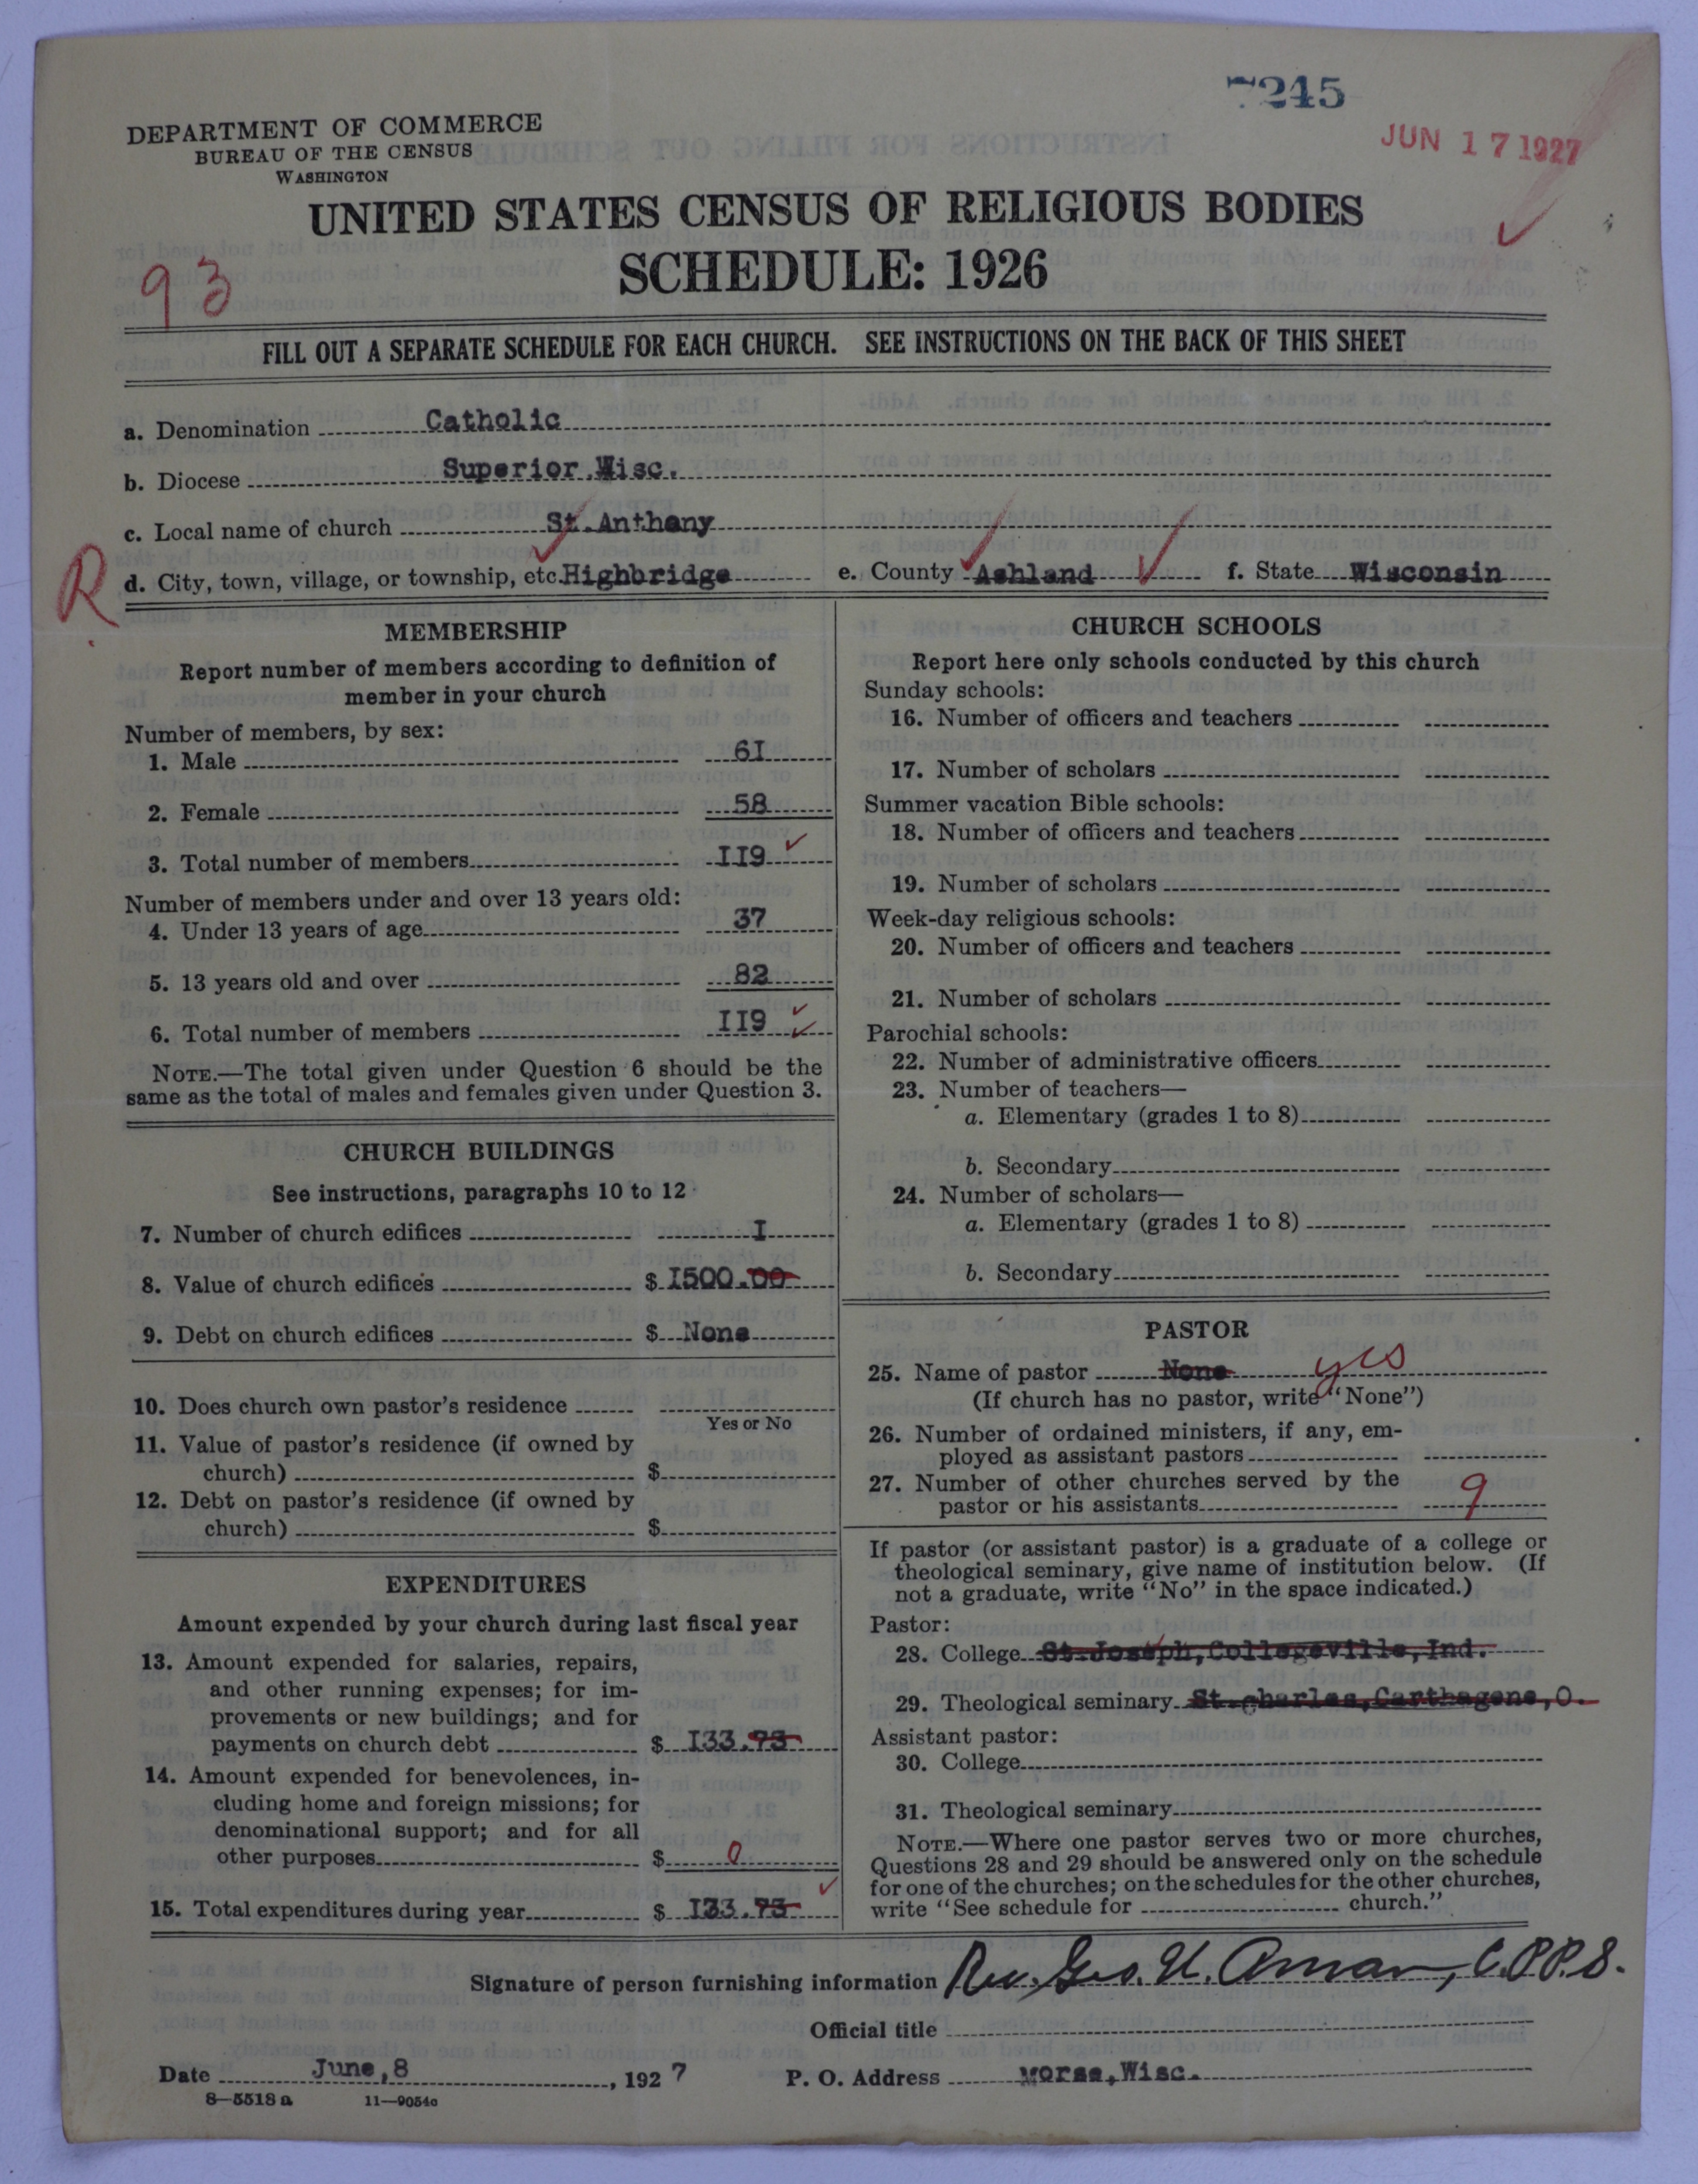 7245
JUN 17 1927
DEPARTMENT OF COMMERCE
BUREAU OF THE CENSUS
WASHINGTON
UNITED STATES CENSUS OF RELIGIOUS BODIES
SCHEDULE: 1926
93
FILL OUT A SEPARATE SCHEDULE FOR EACH CHURCH. SEE INSTRUCTIONS ON THE BACK OF THIS SHEET
a. Denomination Catholic
b. Diocese Superior,Wisc.
c. Local name of church St.Anthony
R
d. City, town, village, or township, etc. Highbridge e. County Ashland f. State Wisconsin
MEMBERSHIP
Report number of members according to definition of
member in your church
Number of members, by sex:
1. Male 6I
2. Female 58
3. Total number of members II9
Number of members under and over 13 years old:
4. Under 13 years of age 37
5. 13 years old and over 82
6. Total number of members II9
NOTE.—The total given under Question 6 should be the
same as the total of males and females given under Question 3.
CHURCH BUILDINGS
See instructions, paragraphs 10 to 12
7. Number of church edifices I
8. Value of church edifices $ I500.00
9. Debt on church edifices $ None
10. Does church own pastor's residence
Yes or No
11. Value of pastor's residence (if owned by
church) $
12. Debt on pastor's residence (if owned by
church) $
EXPENDITURES
Amount expended by your church during last fiscal year
13. Amount expended for salaries, repairs,
and other running expenses; for im-
provements or new buildings; and for
payments on church debt $ I33.73
14. Amount expended for benevolences, in-
cluding home and foreign missions; for
denominational support; and for all
other purposes $ 0
15. Total expenditures during year $ I33.73
CHURCH SCHOOLS
Report here only schools conducted by this church
Sunday schools:
16. Number of officers and teachers
17. Number of scholars
Summer vacation Bible schools:
18. Number of officers and teachers
19. Number of scholars
Week-day religious schools:
20. Number of officers and teachers
21. Number of scholars
Parochial schools:
22. Number of administrative officers
23. Number of teachers—
a. Elementary (grades 1 to 8)
b. Secondary
24. Number of scholars—
a. Elementary (grades 1 to 8)
b. Secondary
PASTOR
25. Name of pastor None yes
(If church has no pastor, write "None")
26. Number of ordained ministers, if any, em-
ployed as assistant pastors
27. Number of other churches served by the
pastor or his assistants 9
If pastor (or assistant pastor) is a graduate of a college or
theological seminary, give name of institution below. (If
not a graduate, write "No" in the space indicated.)
Pastor:
28. College St.Joseph,Collegeville,Ind.
29. Theological seminary St.Charles,Carthagena,O.
Assistant pastor:
30. College
31. Theological seminary
NOTE.—Where one pastor serves two or more churches,
Questions 28 and 29 should be answered only on the schedule
for one of the churches; on the schedules for the other churches,
write "See schedule for church."
Signature of person furnishing information Rev. Geo. U. Aman, C.PP.S.
Official title
Date June,8, 1927 P. O. Address Morse,Wisc.
8—5518 a 11—9054c